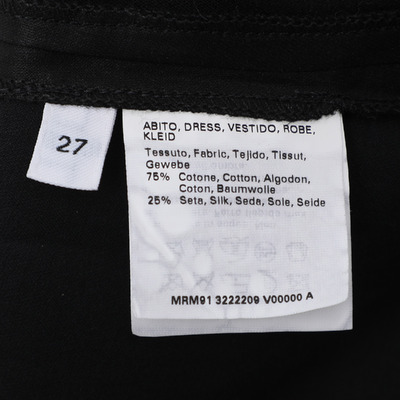 27
ABITO, DRESS, VESTIDO, ROBE,
KLEID
Tessuto, Fabric, Tejido, Tissut,
Gewebe
75% Cotone, Cotton, Algodon,
Coton, Baumwolle
25% Seta, Silk, Seda, Sole, Seide
MRM91 3222209 V00000 A